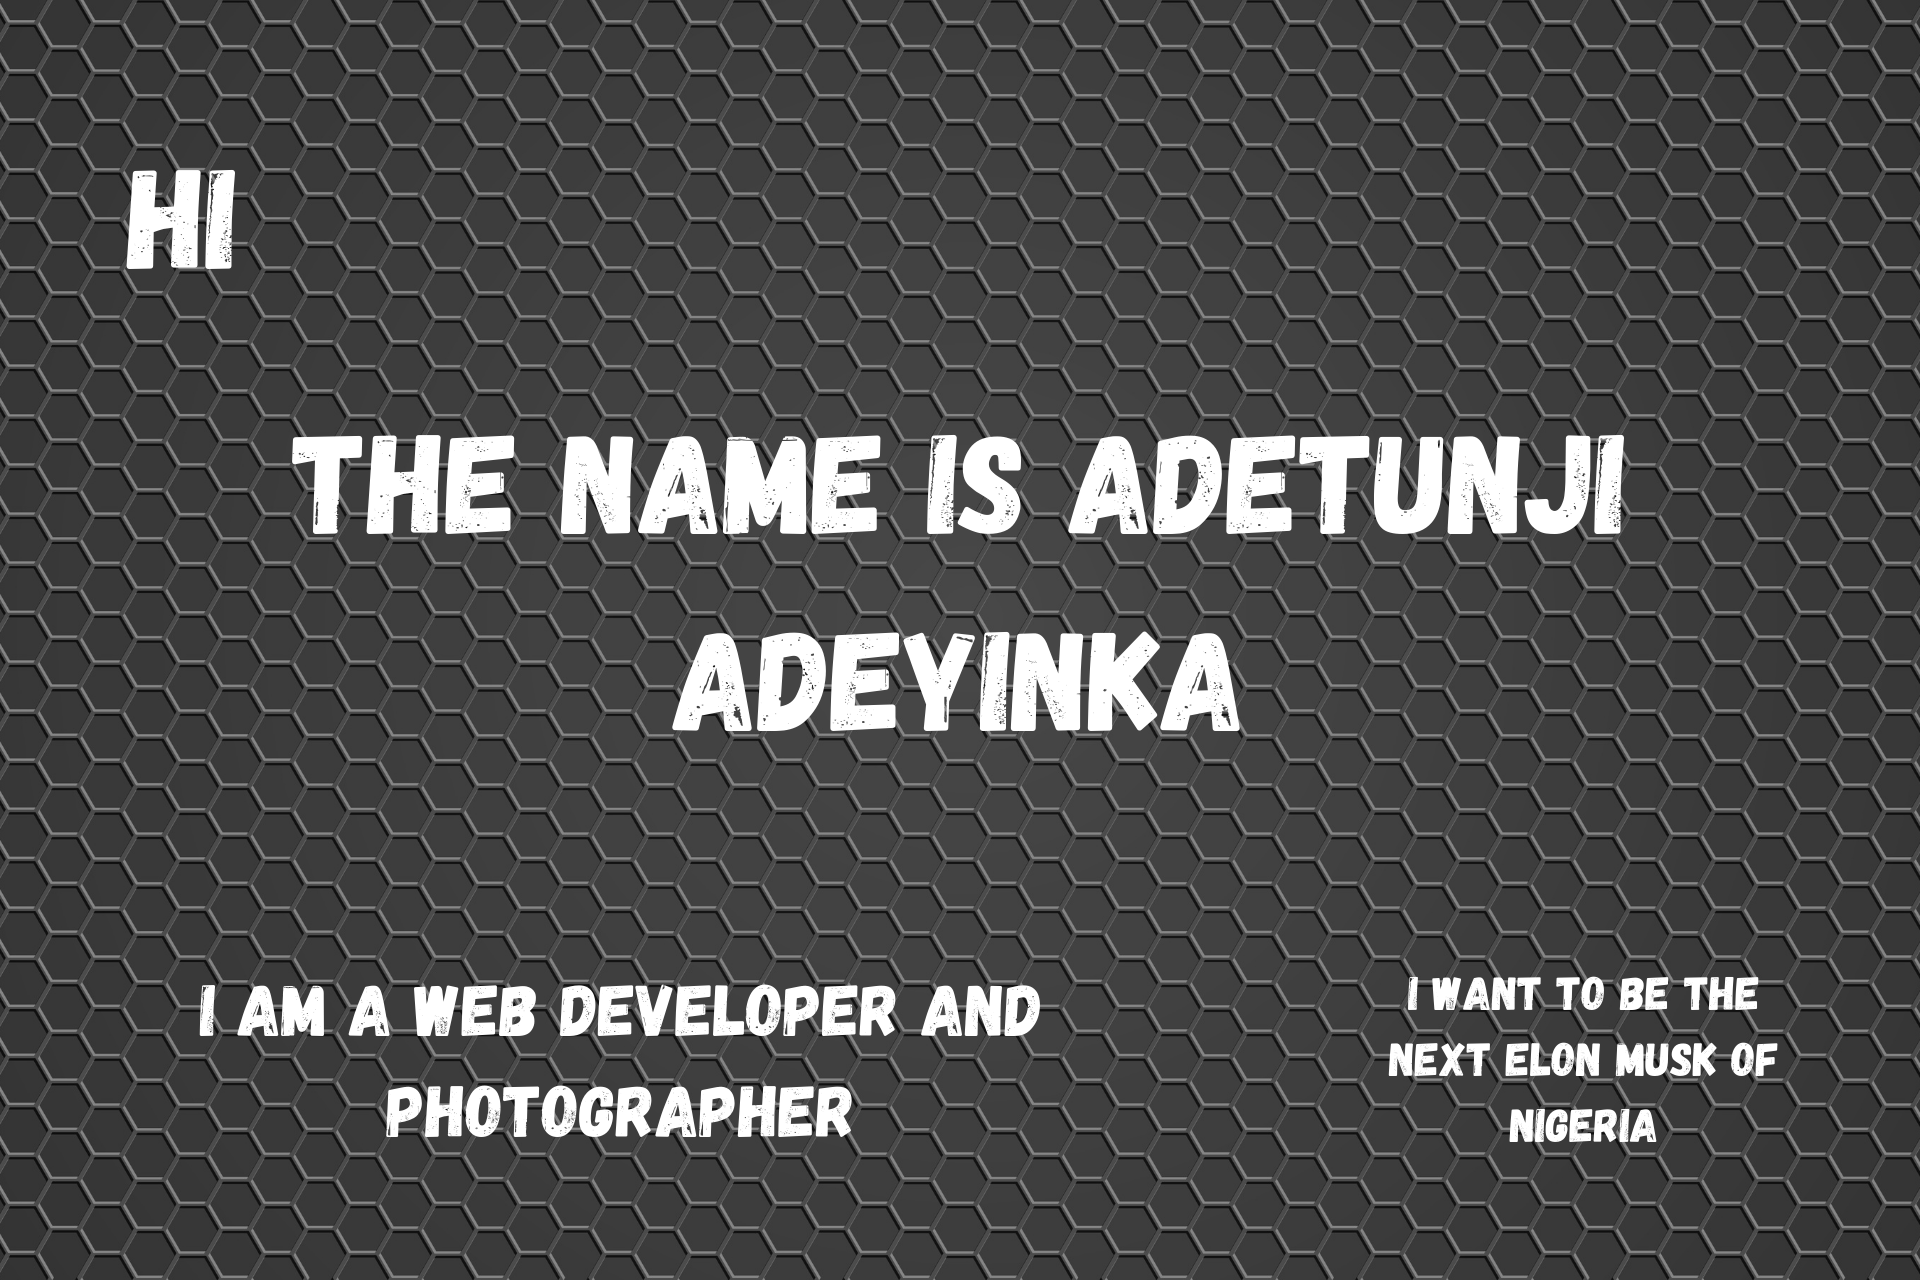 HI
THE NAME IS ADETUNJI
ADEYINKA
I AM A WEB DEVELOPER AND
PHOTOGRAPHER
I WANT TO BE THE
NEXT ELON MUSK OF
NIGERIA